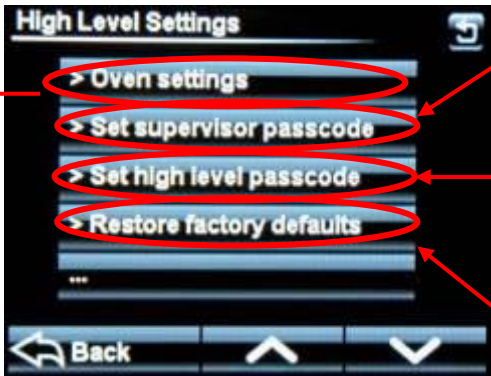 High Level Settings
> Oven settings
> Set supervisor passcode
> Set high level passcode
> Restore factory defaults
...
Back